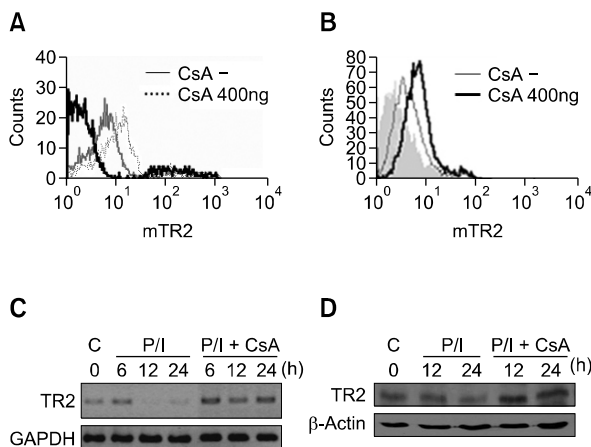 A
40
30
20
10
0
Counts
CsA –
CsA 400ng
10^0 10^1 10^2 10^3 10^4
mTR2
B
80
70
60
50
40
30
20
10
0
Counts
CsA –
CsA 400ng
10^0 10^1 10^2 10^3 10^4
mTR2
C
C P/I P/I + CsA
0 6 12 24 6 12 24 (h)
TR2
GAPDH
D
C P/I P/I + CsA
0 12 24 12 24 (h)
TR2
β-Actin